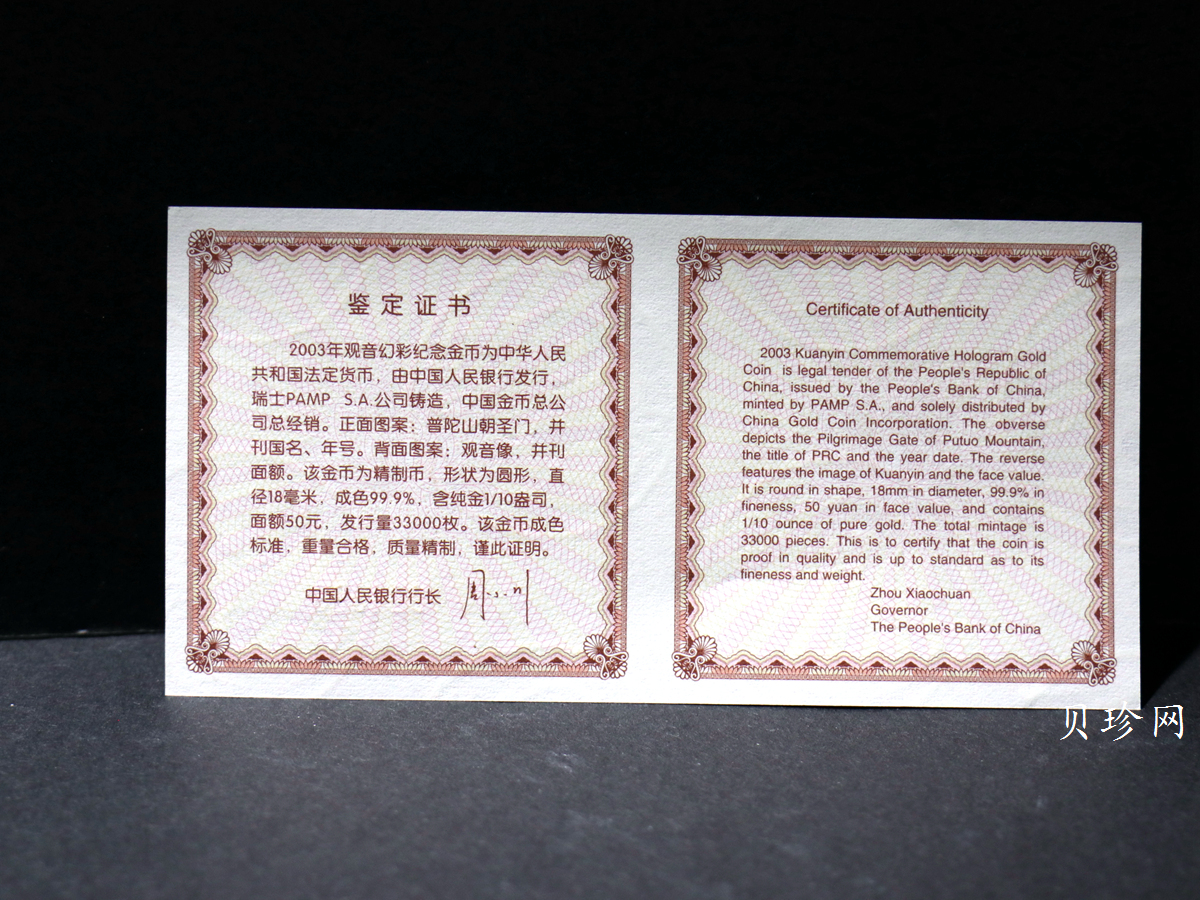 鉴定证书
2003年观音幻彩纪念金币为中华人民
共和国法定货币，由中国人民银行发行，
瑞士PAMP S.A.公司铸造，中国金币总公
司总经销。正面图案：普陀山朝圣门，并
刊国名、年号。背面图案：观音像，并刊
面额。该金币为精制币，形状为圆形，直
径18毫米，成色99.9%，含纯金1/10盎司，
面额50元，发行量33000枚。该金币成色
标准，重量合格，质量精制，谨此证明。
中国人民银行行长 周小川
Certificate of Authenticity
2003 Kuanyin Commemorative Hologram Gold
Coin is legal tender of the People's Republic of
China, issued by the People's Bank of China,
minted by PAMP S.A., and solely distributed by
China Gold Coin Incorporation. The obverse
depicts the Pilgrimage Gate of Putuo Mountain,
the title of PRC and the year date. The reverse
features the image of Kuanyin and the face value.
It is round in shape, 18mm in diameter, 99.9% in
fineness, 50 yuan in face value, and contains
1/10 ounce of pure gold. The total mintage is
33000 pieces. This is to certify that the coin is
proof in quality and is up to standard as to its
fineness and weight.
Zhou Xiaochuan
Governor
The People's Bank of China
贝珍网